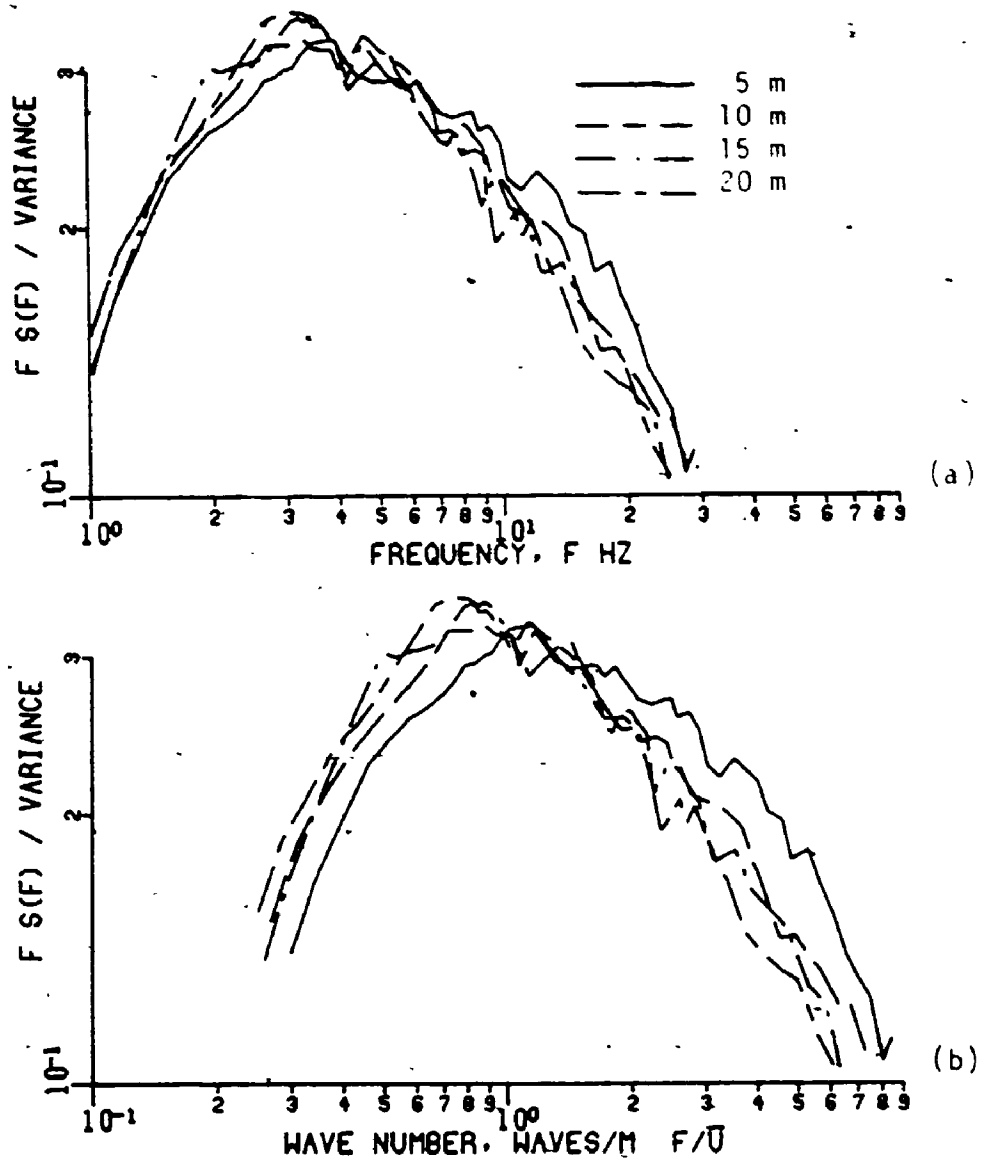 5 m
10 m
15 m
20 m
F S(F) / VARIANCE
3
2
10⁻¹
10⁰ 2 3 4 5 6 7 8 9 10¹ 2 3 4 5 6 7 8 9
FREQUENCY, F HZ
(a)
F S(F) / VARIANCE
3
2
10⁻¹
10⁻¹ 2 3 4 5 6 7 8 9 10⁰ 2 3 4 5 6 7 8 9
WAVE NUMBER, WAVES/M F/Ū
(b)